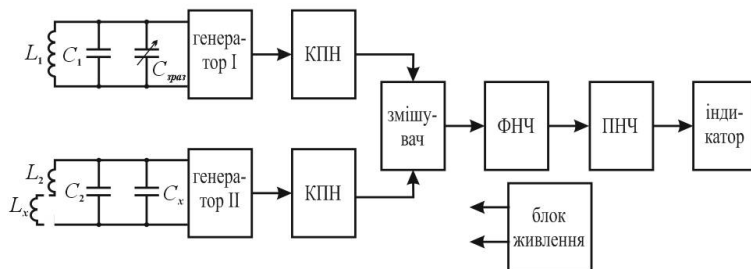 L₁
C₁
Cзраз
генера-
тор I
КПН
змішу-
вач
ФНЧ
ПНЧ
інди-
катор
L₂
Lₓ
C₂
Cₓ
генера-
тор II
КПН
блок
живлення